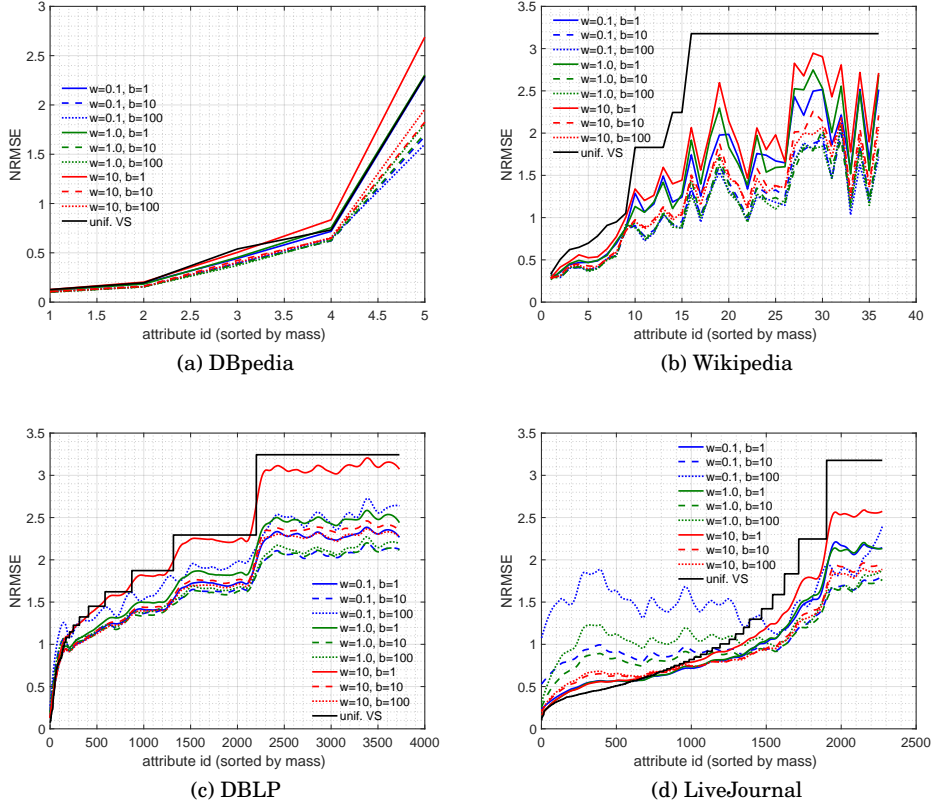 3
2.5
2
1.5
1
0.5
0
NRMSE
w=0.1, b=1
w=0.1, b=10
w=0.1, b=100
w=1.0, b=1
w=1.0, b=10
w=1.0, b=100
w=10, b=1
w=10, b=10
w=10, b=100
unif. VS
1 1.5 2 2.5 3 3.5 4 4.5 5
attribute id (sorted by mass)
(a) DBpedia
3.5
3
2.5
2
1.5
1
0.5
0
NRMSE
w=0.1, b=1
w=0.1, b=10
w=0.1, b=100
w=1.0, b=1
w=1.0, b=10
w=1.0, b=100
w=10, b=1
w=10, b=10
w=10, b=100
unif. VS
0 5 10 15 20 25 30 35 40
attribute id (sorted by mass)
(b) Wikipedia
3.5
3
2.5
2
1.5
1
0.5
0
NRMSE
w=0.1, b=1
w=0.1, b=10
w=0.1, b=100
w=1.0, b=1
w=1.0, b=10
w=1.0, b=100
w=10, b=1
w=10, b=10
w=10, b=100
unif. VS
0 500 1000 1500 2000 2500 3000 3500 4000
attribute id (sorted by mass)
(c) DBLP
3.5
3
2.5
2
1.5
1
0.5
0
NRMSE
w=0.1, b=1
w=0.1, b=10
w=0.1, b=100
w=1.0, b=1
w=1.0, b=10
w=1.0, b=100
w=10, b=1
w=10, b=10
w=10, b=100
unif. VS
0 500 1000 1500 2000 2500
attribute id (sorted by mass)
(d) LiveJournal